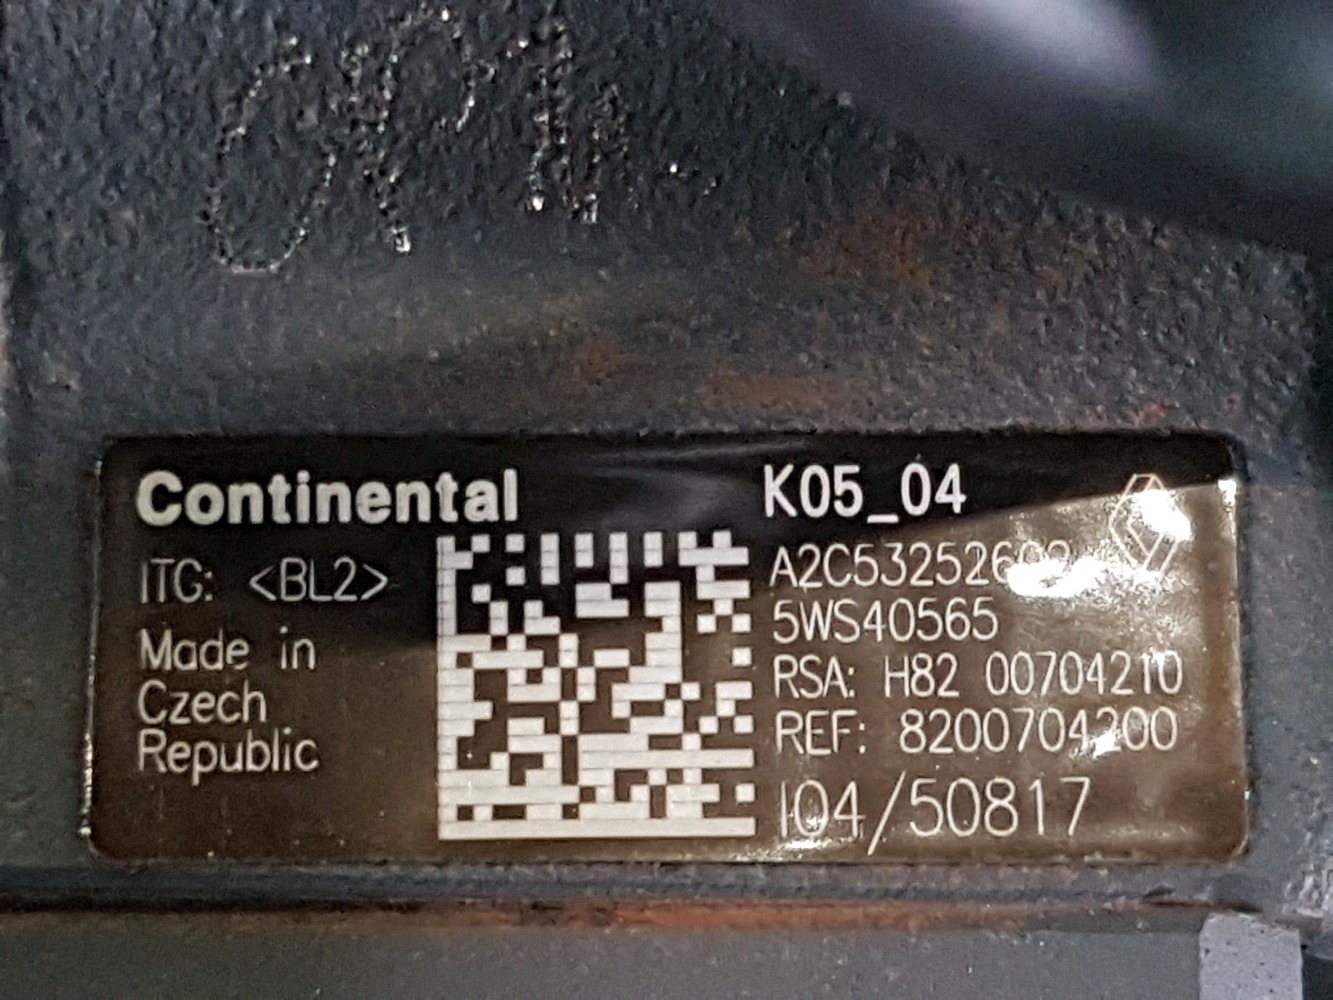 Continental
ITG: <BL2>
Made in
Czech
Republic
K05_04
5WS40565
RSA: H82 00704210
REF: 8200704200
I04/50817